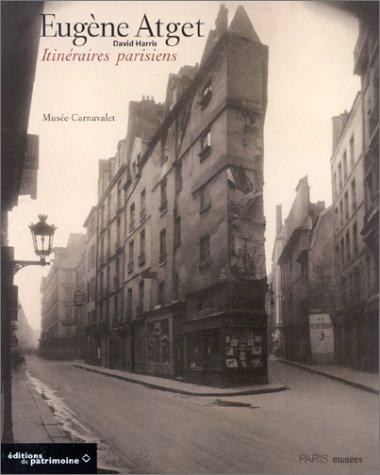 Eugène Atget
David Harris
Itinéraires parisiens
Musée Carnavalet
éditions
du patrimoine
PARIS musées